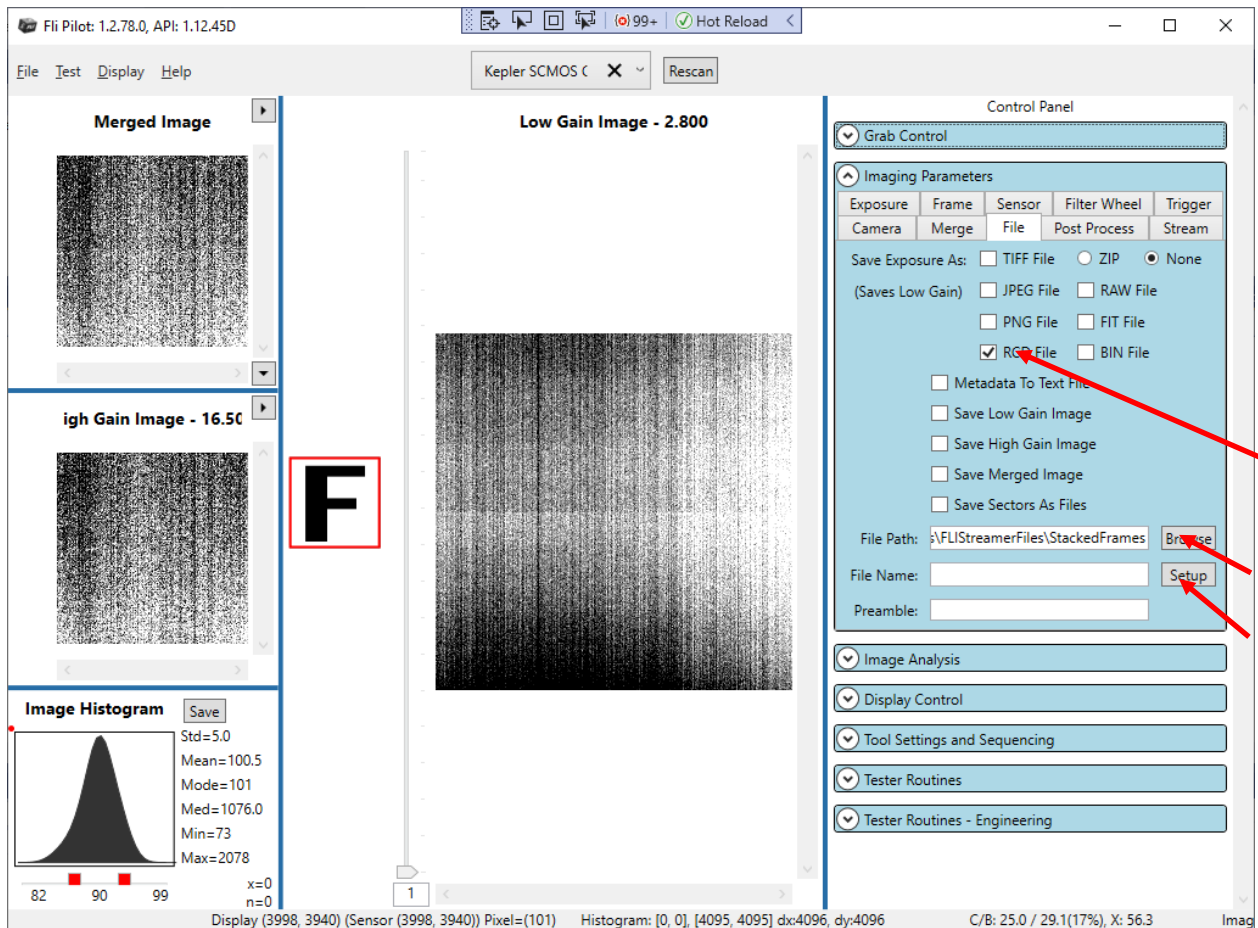 Fli Pilot: 1.2.78.0, API: 1.12.45D
99+ Hot Reload
File Test Display Help
Kepler SCMOS C
Rescan
Merged Image
igh Gain Image - 16.50
Image Histogram Save
Std=5.0
Mean=100.5
Mode=101
Med=1076.0
Min=73
Max=2078
82 90 99
x=0
n=0
F
Low Gain Image - 2.800
1
Control Panel
Grab Control
Imaging Parameters
Exposure Frame Sensor Filter Wheel Trigger
Camera Merge File Post Process Stream
Save Exposure As: TIFF File ZIP None
(Saves Low Gain) JPEG File RAW File
PNG File FIT File
RCD File BIN File
Metadata To Text File
Save Low Gain Image
Save High Gain Image
Save Merged Image
Save Sectors As Files
File Path: s\FLIStreamerFiles\StackedFrames Browse
File Name: Setup
Preamble:
Image Analysis
Display Control
Tool Settings and Sequencing
Tester Routines
Tester Routines - Engineering
Display (3998, 3940) (Sensor (3998, 3940)) Pixel=(101) Histogram: [0, 0], [4095, 4095] dx:4096, dy:4096 C/B: 25.0 / 29.1(17%), X: 56.3 Imag